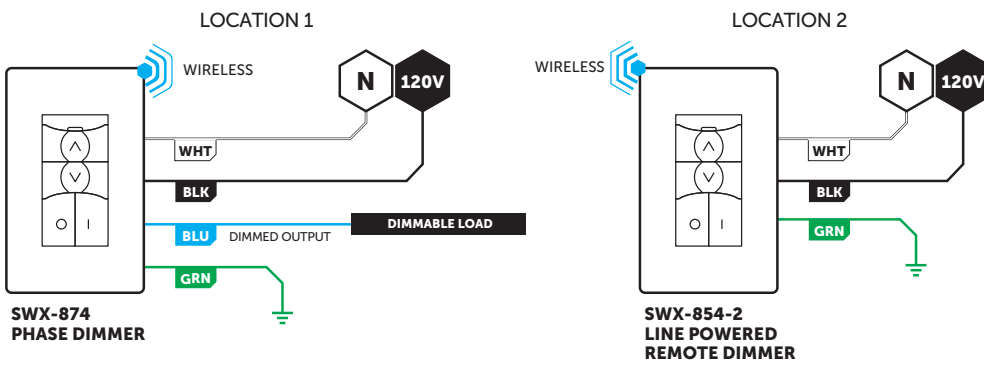 LOCATION 1
WIRELESS
N
120V
WHT
BLK
BLU
DIMMED OUTPUT
DIMMABLE LOAD
GRN
O I
SWX-874
PHASE DIMMER
LOCATION 2
WIRELESS
N
120V
WHT
BLK
GRN
O I
SWX-854-2
LINE POWERED
REMOTE DIMMER